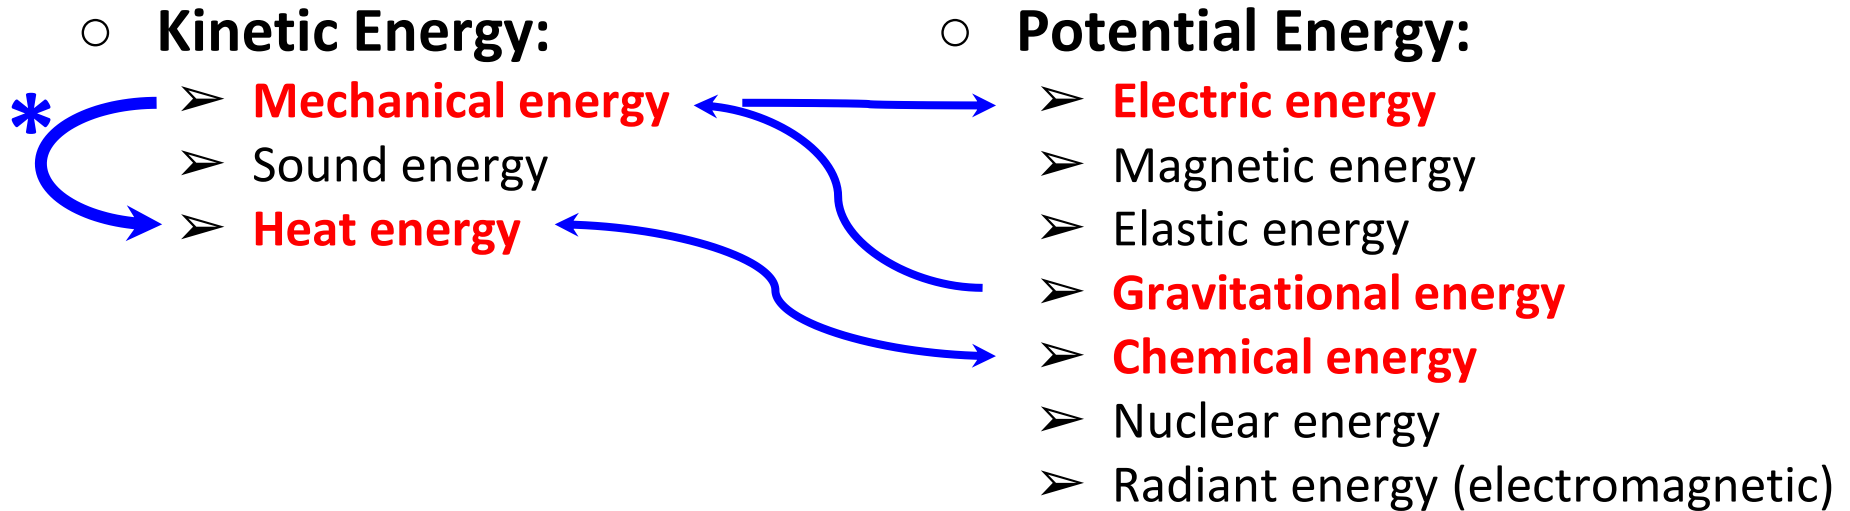 ○ Kinetic Energy:
➢ Mechanical energy
➢ Sound energy
➢ Heat energy
*
○ Potential Energy:
➢ Electric energy
➢ Magnetic energy
➢ Elastic energy
➢ Gravitational energy
➢ Chemical energy
➢ Nuclear energy
➢ Radiant energy (electromagnetic)